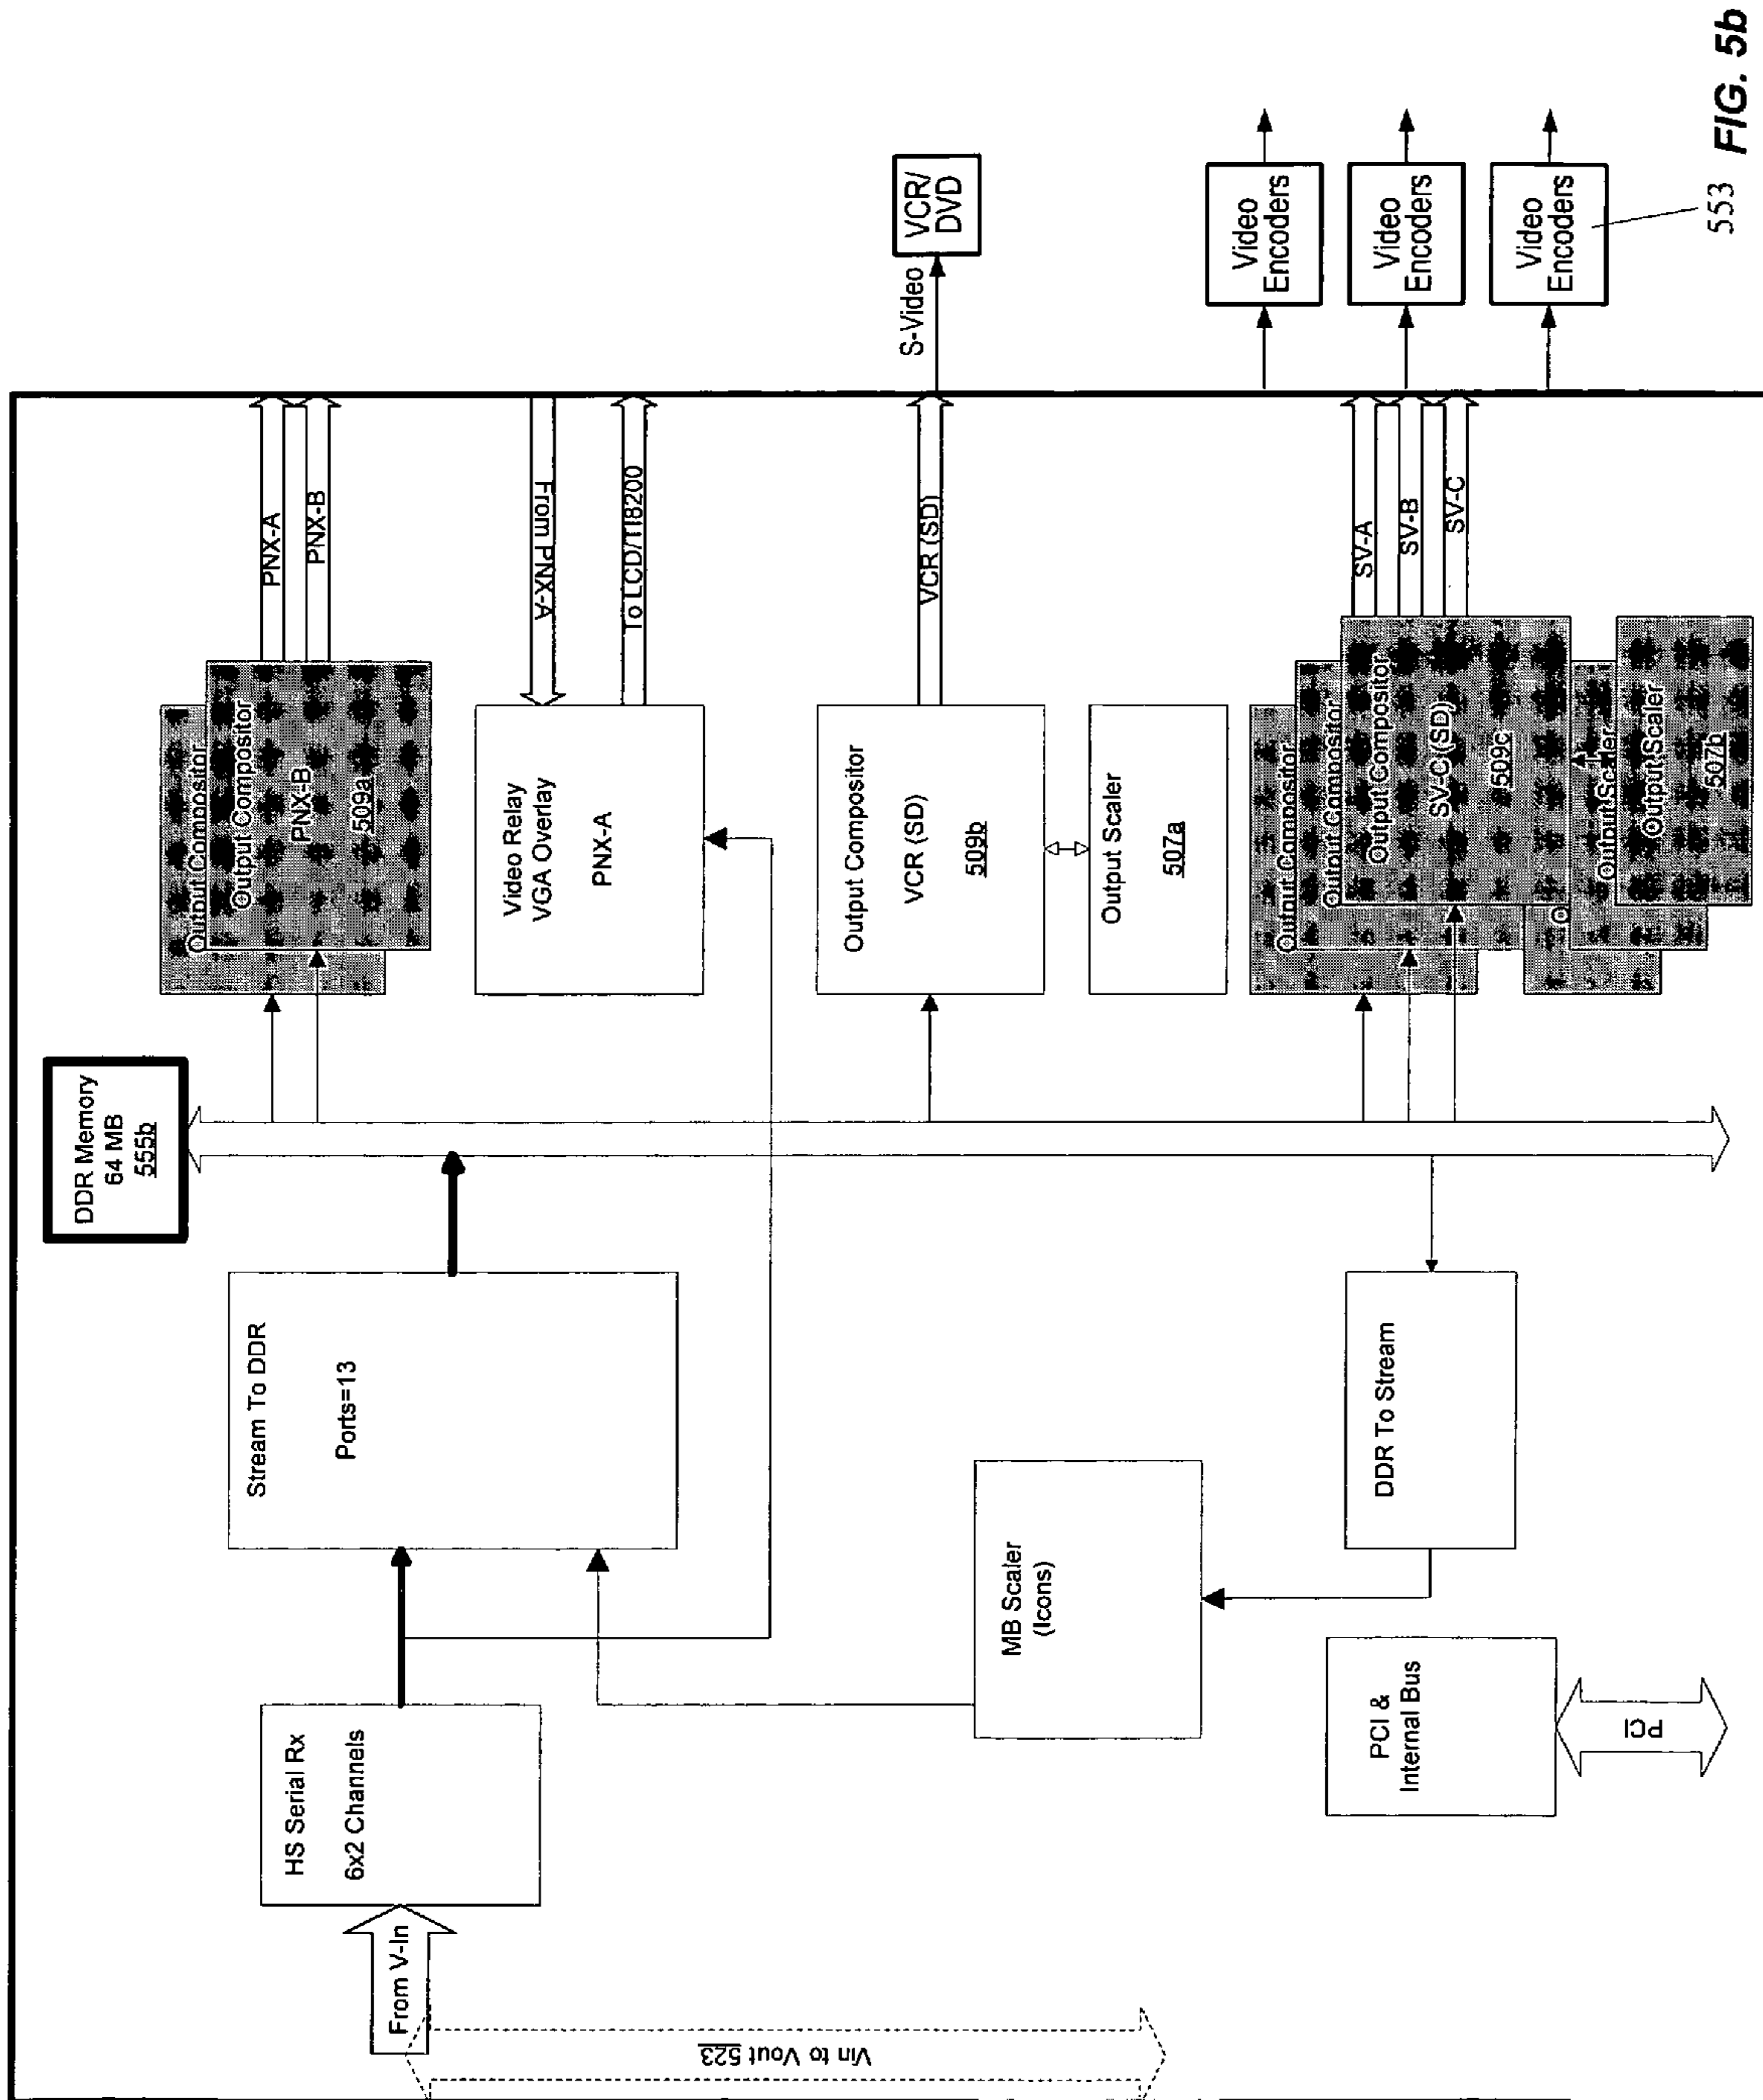 DDR Memory
64 MB
555b
From V-In
HS Serial Rx
6x2 Channels
Stream To DDR
Ports=13
Output Compositor
Output Compositor
PNX-B
509a
PNX-A
PNX-B
Video Relay
VGA Overlay
PNX-A
From PNX-A
To LCD/TI8200
Vin to Vout 523
MB Scaler
(Icons)
Output Compositor
VCR (SD)
509b
VCR (SD)
S-Video
VCR/
DVD
Output Scaler
507a
PCI &
Internal Bus
PCI
DDR To Stream
Output Compositor
Output Compositor
Output Compositor
SV-C (SD)
509c
SV-A
SV-B
SV-C
O
Output Scaler
Output Scaler
507b
Video
Encoders
Video
Encoders
Video
Encoders
553
FIG. 5b